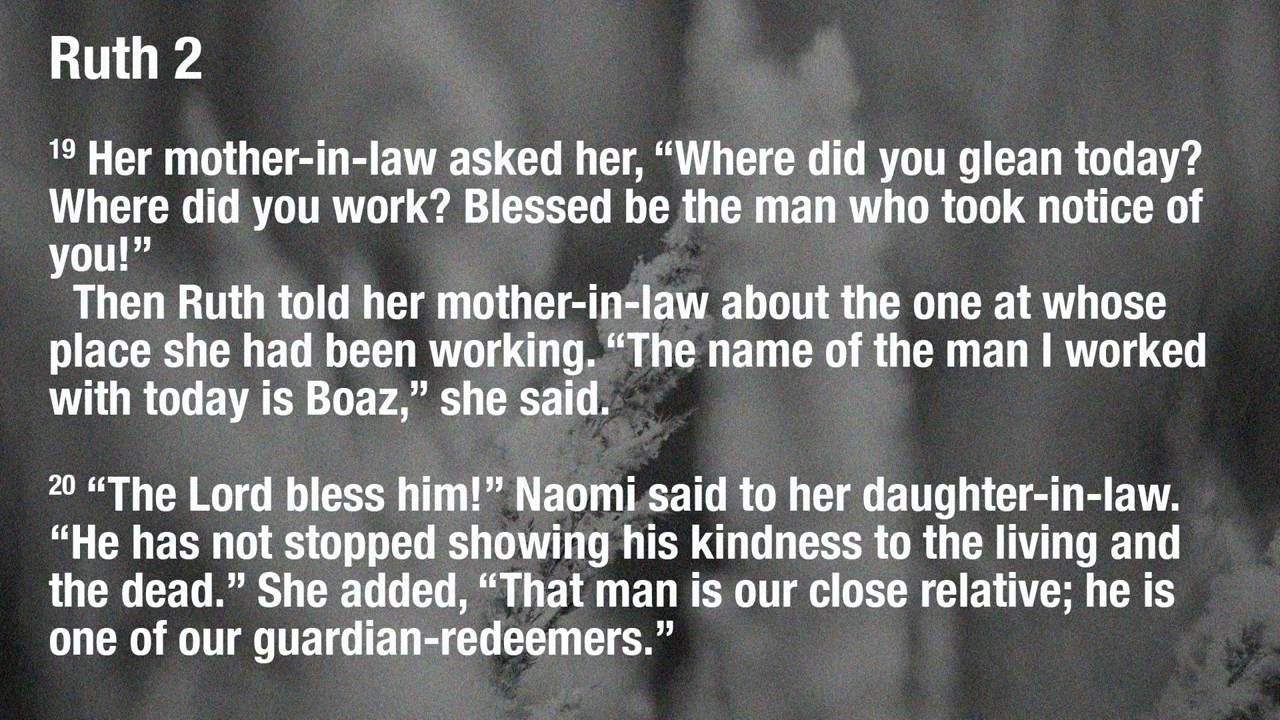 Ruth 2
19 Her mother-in-law asked her, “Where did you glean today?
Where did you work? Blessed be the man who took notice of
you!”
Then Ruth told her mother-in-law about the one at whose
place she had been working. “The name of the man I worked
with today is Boaz,” she said.
20 “The Lord bless him!” Naomi said to her daughter-in-law.
“He has not stopped showing his kindness to the living and
the dead.” She added, “That man is our close relative; he is
one of our guardian-redeemers.”